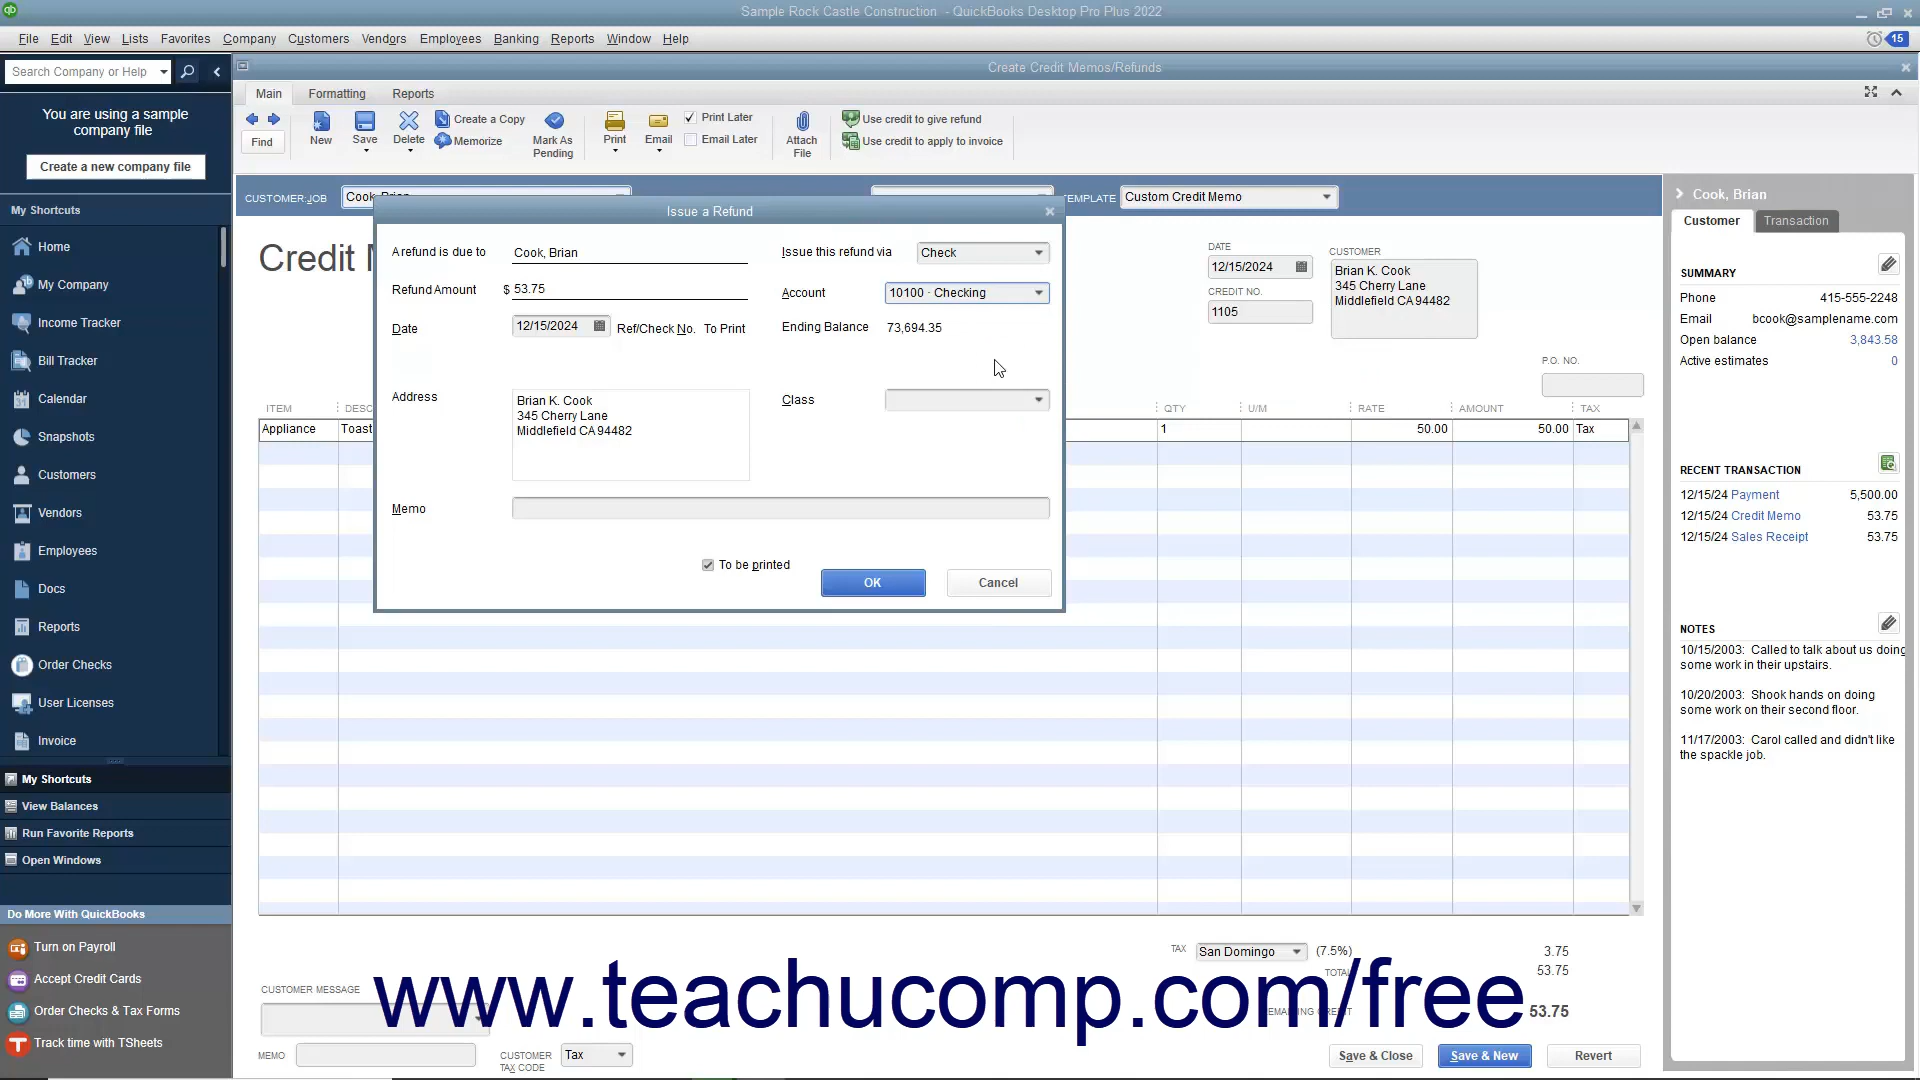 Sample Rock Castle Construction - QuickBooks Desktop Pro Plus 2022
File Edit View Lists Favorites Company Customers Vendors Employees Banking Reports Window Help
15
Search Company or Help
Create Credit Memos/Refunds
You are using a sample
company file
Create a new company file
Main Formatting Reports
Find
New
Save
Delete
Create a Copy
Memorize
Mark As
Pending
Print
Email
Print Later
Email Later
Attach
File
Use credit to give refund
Use credit to apply to invoice
My Shortcuts
Home
My Company
Income Tracker
Bill Tracker
Calendar
Snapshots
Customers
Vendors
Employees
Docs
Reports
Order Checks
User Licenses
Invoice
My Shortcuts
View Balances
Run Favorite Reports
Open Windows
Do More With QuickBooks
Turn on Payroll
Accept Credit Cards
Order Checks & Tax Forms
Track time with TSheets
CUSTOMER:JOB Cook, Brian
TEMPLATE Custom Credit Memo
Credit M
DATE
12/15/2024
CREDIT NO.
1105
CUSTOMER
Brian K. Cook
345 Cherry Lane
Middlefield CA 94482
P.O. NO.
ITEM DESC QTY U/M RATE AMOUNT TAX
Appliance Toast 1 50.00 50.00 Tax
Issue a Refund
A refund is due to Cook, Brian
Issue this refund via Check
Refund Amount $ 53.75
Account 10100 · Checking
Date 12/15/2024 Ref/Check No. To Print
Ending Balance 73,694.35
Address
Brian K. Cook
345 Cherry Lane
Middlefield CA 94482
Class
Memo
To be printed
OK
Cancel
TAX San Domingo (7.5%) 3.75
TOTAL 53.75
53.75
CUSTOMER MESSAGE
MEMO
CUSTOMER
TAX CODE
Tax
Save & Close
Save & New
Revert
www.teachucomp.com/free
Cook, Brian
Customer Transaction
SUMMARY
Phone 415-555-2248
Email bcook@samplename.com
Open balance 3,843.58
Active estimates 0
RECENT TRANSACTION
12/15/24 Payment 5,500.00
12/15/24 Credit Memo 53.75
12/15/24 Sales Receipt 53.75
NOTES
10/15/2003: Called to talk about us doing
some work in their upstairs.
10/20/2003: Shook hands on doing
some work on their second floor.
11/17/2003: Carol called and didn't like
the spackle job.